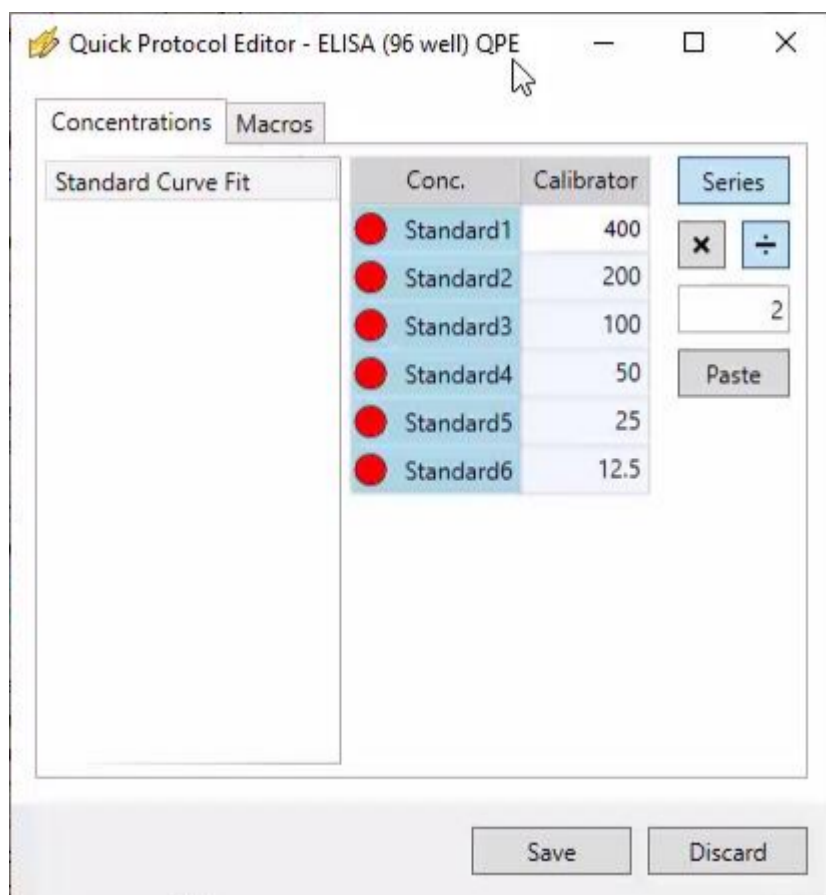 Quick Protocol Editor - ELISA (96 well) QPE
Concentrations Macros
Standard Curve Fit
Conc. Calibrator
Standard1 400
Standard2 200
Standard3 100
Standard4 50
Standard5 25
Standard6 12.5
Series
× ÷
2
Paste
Save Discard